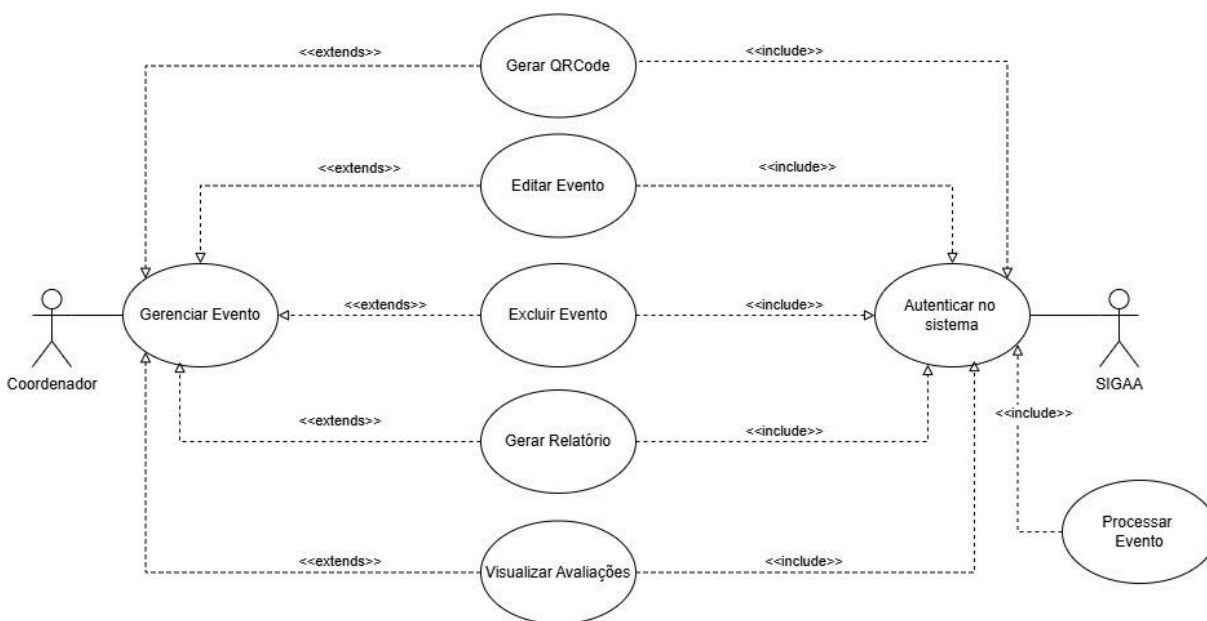 <<extends>>
Gerar QRCode
<<include>>
<<extends>>
Editar Evento
<<include>>
Coordenador
Gerenciar Evento
<<extends>>
Excluir Evento
<<include>>
Autenticar no
sistema
SIGAA
<<extends>>
Gerar Relatório
<<include>>
<<include>>
Processar
Evento
<<extends>>
Visualizar Avaliações
<<include>>